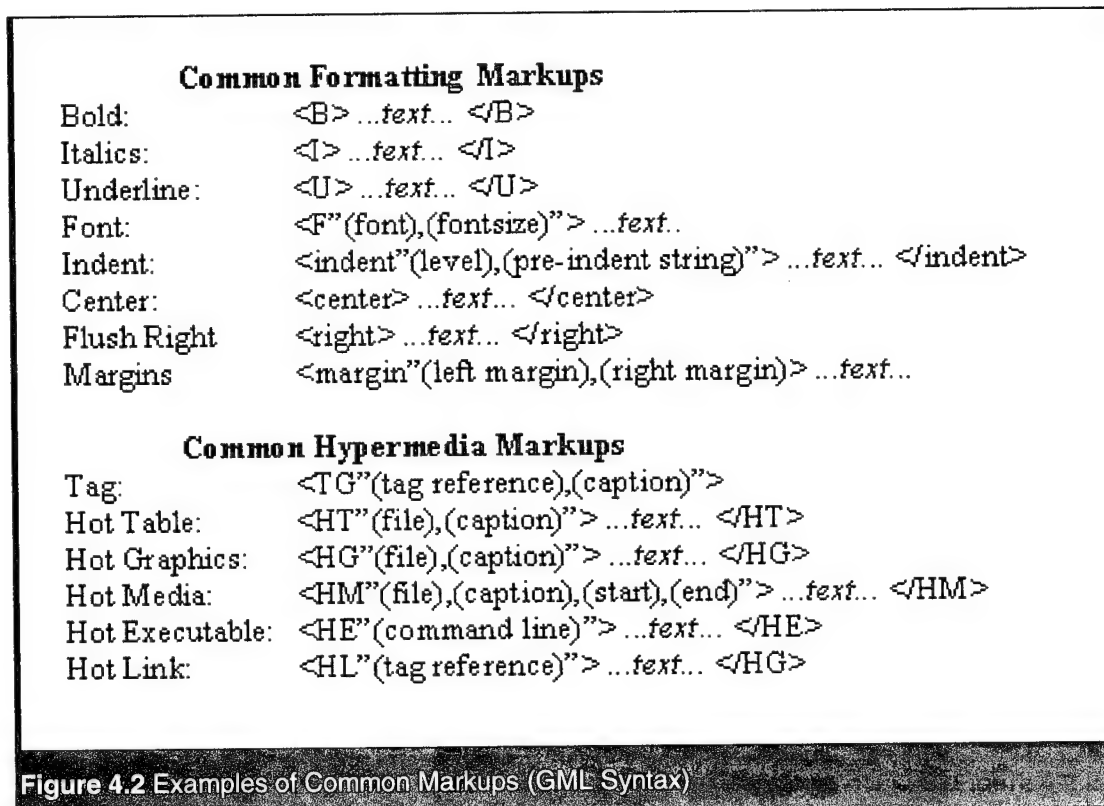 Common Formatting Markups
Bold: <B> ...text... </B>
Italics: <I> ...text... </I>
Underline: <U> ...text... </U>
Font: <F”(font),(fontsize)”> ...text..
Indent: <indent”(level),(pre-indent string)”> ...text... </indent>
Center: <center> ...text... </center>
Flush Right <right> ...text... </right>
Margins <margin”(left margin),(right margin)> ...text...
Common Hypermedia Markups
Tag: <TG”(tag reference),(caption)”>
Hot Table: <HT”(file),(caption)”> ...text... </HT>
Hot Graphics: <HG”(file),(caption)”> ...text... </HG>
Hot Media: <HM”(file),(caption),(start),(end)”> ...text... </HM>
Hot Executable: <HE”(command line)”> ...text... </HE>
Hot Link: <HL”(tag reference)”> ...text... </HG>
Figure 4.2 Examples of Common Markups (GML Syntax)